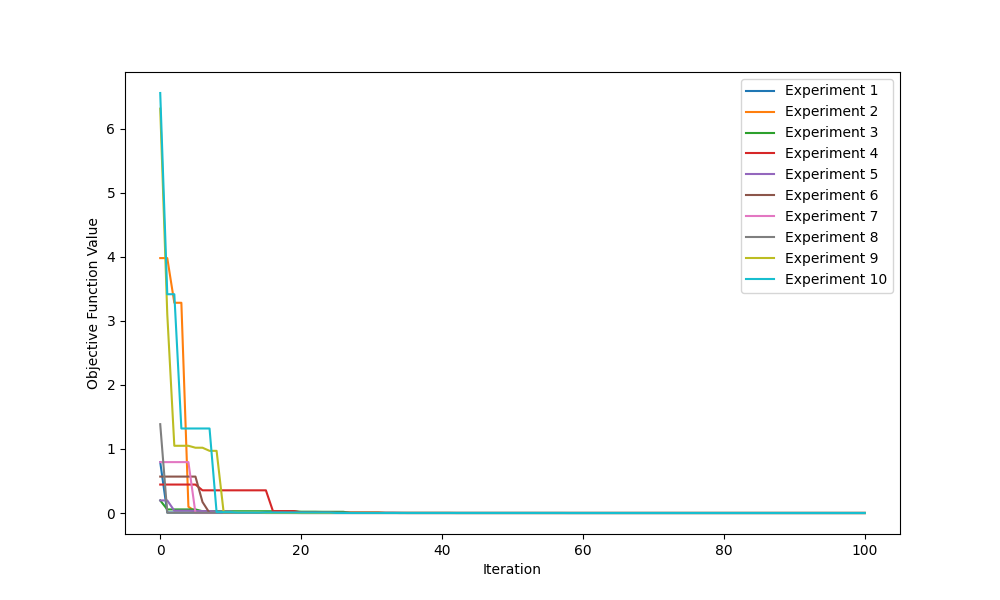 Experiment 1
Experiment 2
Experiment 3
Experiment 4
Experiment 5
Experiment 6
Experiment 7
Experiment 8
Experiment 9
Experiment 10
6
5
4
3
2
1
0
Objective Function Value
0 20 40 60 80 100
Iteration